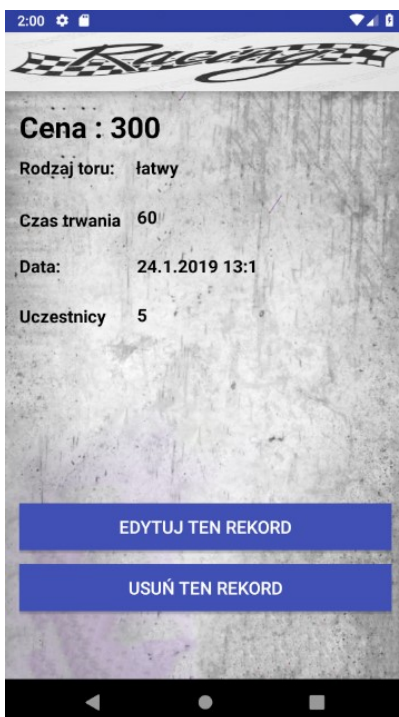 2:00
Racing
Cena : 300
Rodzaj toru: łatwy
Czas trwania 60
Data: 24.1.2019 13:1
Uczestnicy 5
EDYTUJ TEN REKORD
USUŃ TEN REKORD